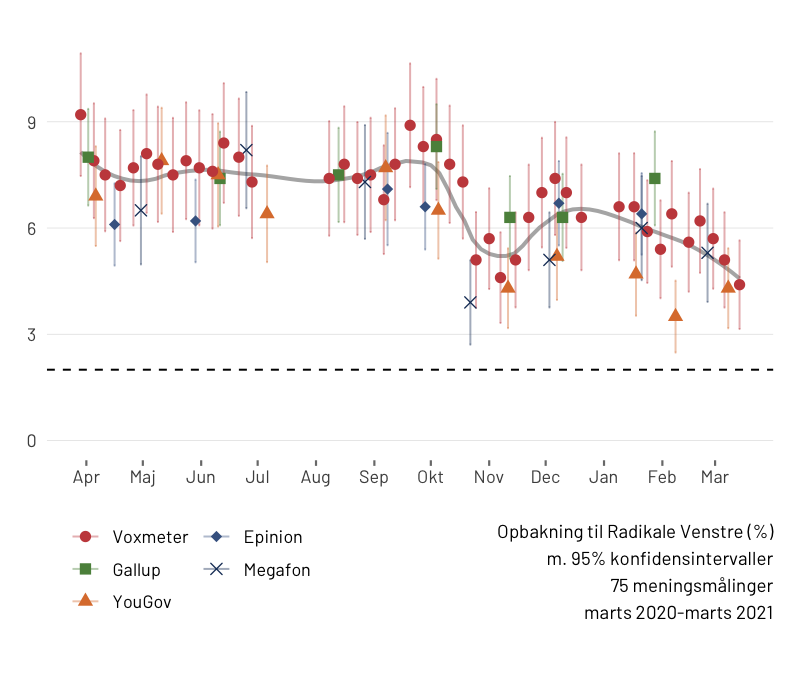 9
6
3
0
Apr Maj Jun Jul Aug Sep Okt Nov Dec Jan Feb Mar
Voxmeter Epinion
Gallup Megafon
YouGov
Opbakning til Radikale Venstre (%)
m. 95% konfidensintervaller
75 meningsmålinger
marts 2020-marts 2021